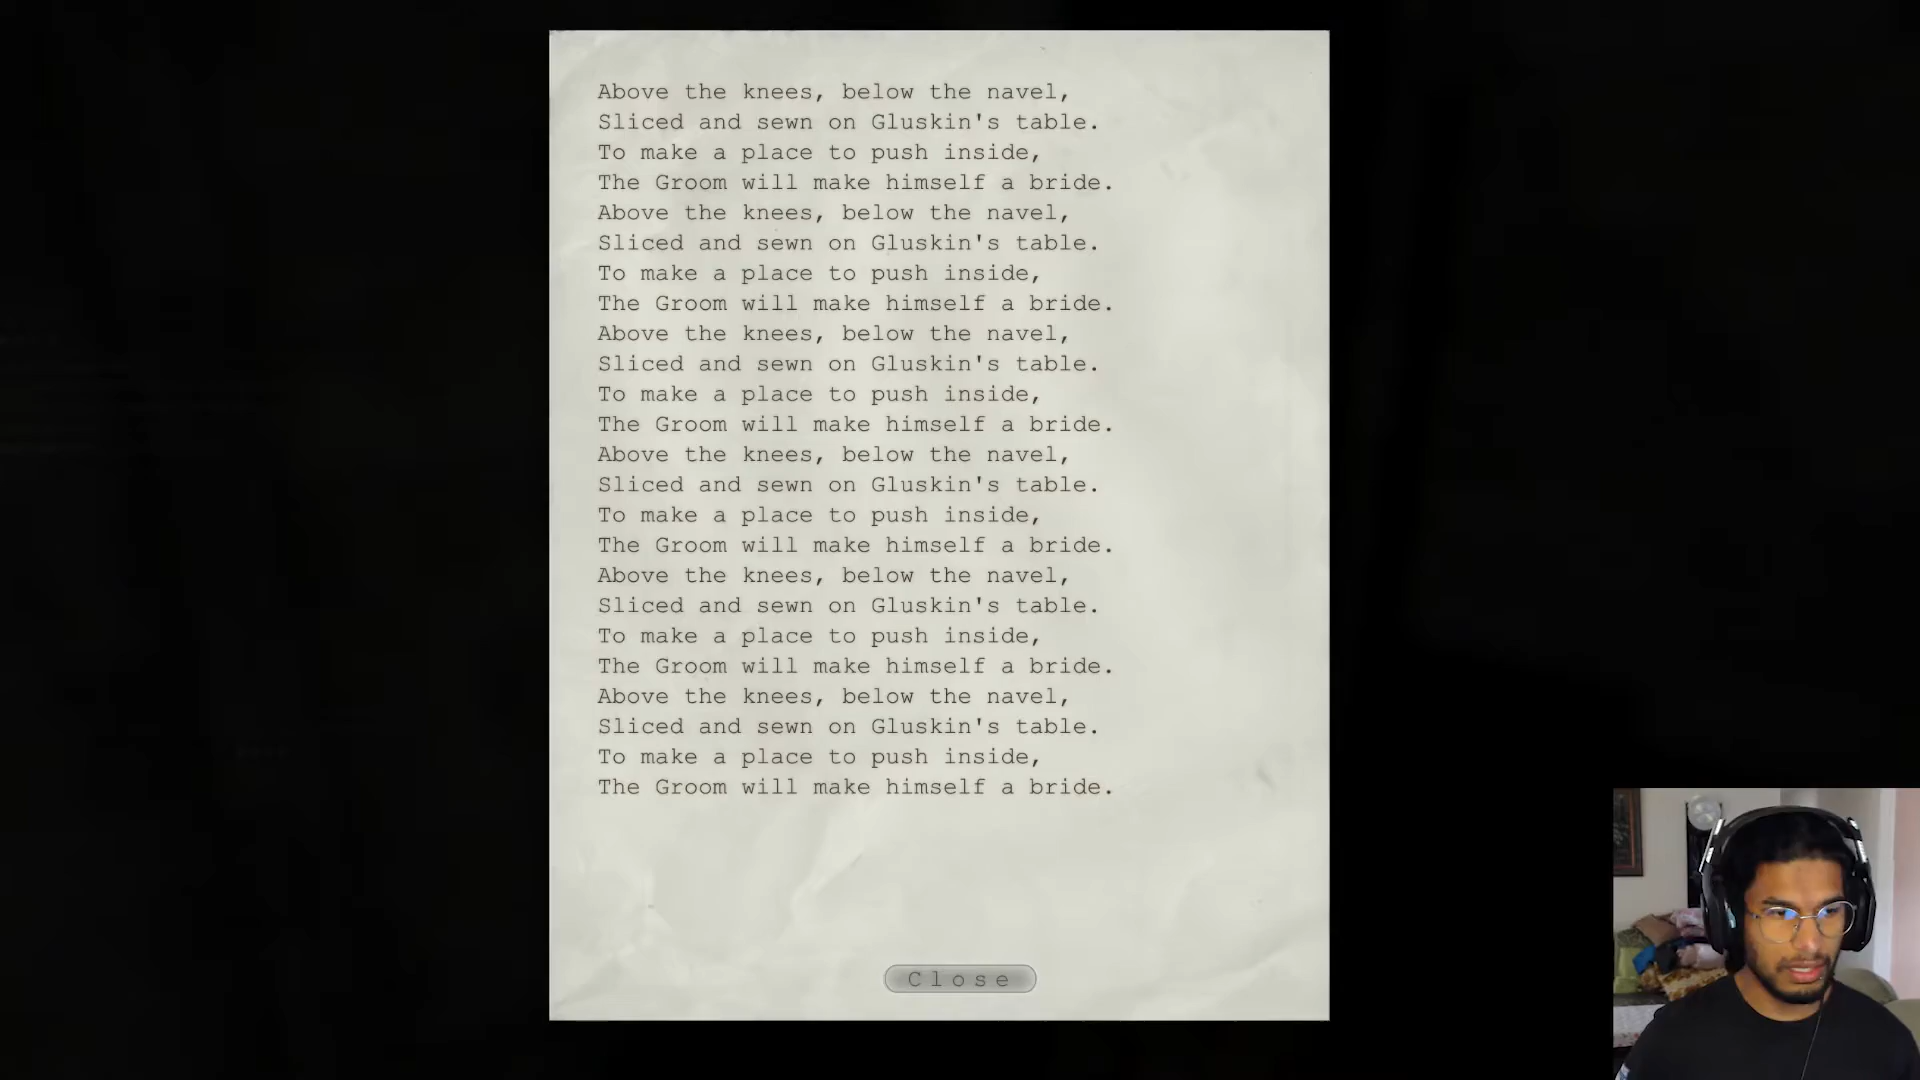 Above the knees, below the navel,
Sliced and sewn on Gluskin's table.
To make a place to push inside,
The Groom will make himself a bride.
Above the knees, below the navel,
Sliced and sewn on Gluskin's table.
To make a place to push inside,
The Groom will make himself a bride.
Above the knees, below the navel,
Sliced and sewn on Gluskin's table.
To make a place to push inside,
The Groom will make himself a bride.
Above the knees, below the navel,
Sliced and sewn on Gluskin's table.
To make a place to push inside,
The Groom will make himself a bride.
Above the knees, below the navel,
Sliced and sewn on Gluskin's table.
To make a place to push inside,
The Groom will make himself a bride.
Above the knees, below the navel,
Sliced and sewn on Gluskin's table.
To make a place to push inside,
The Groom will make himself a bride.
Close